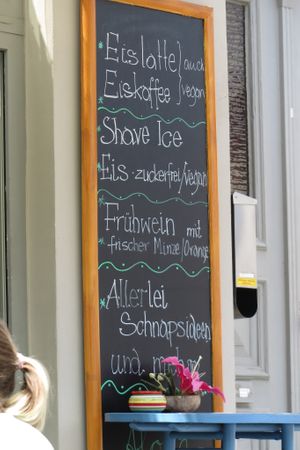 Eislatte } auch
Eiskaffee } vegan
Shave Ice
Eis - zuckerfrei/vegan
Frühwein mit
frischer Minze/Orange
Allerlei
Schnapsideen
und mehr